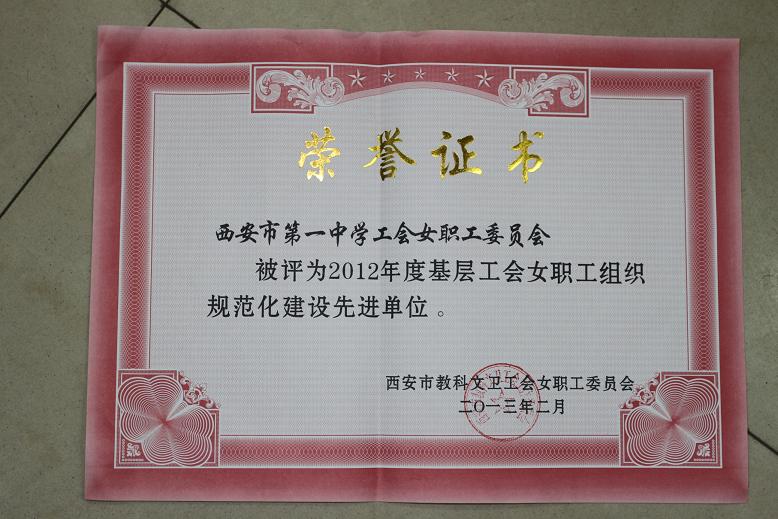 荣誉证书
西安市第一中学工会女职工委员会
被评为2012年度基层工会女职工组织
规范化建设先进单位。
西安市教科文卫工会女职工委员会
二〇一三年二月